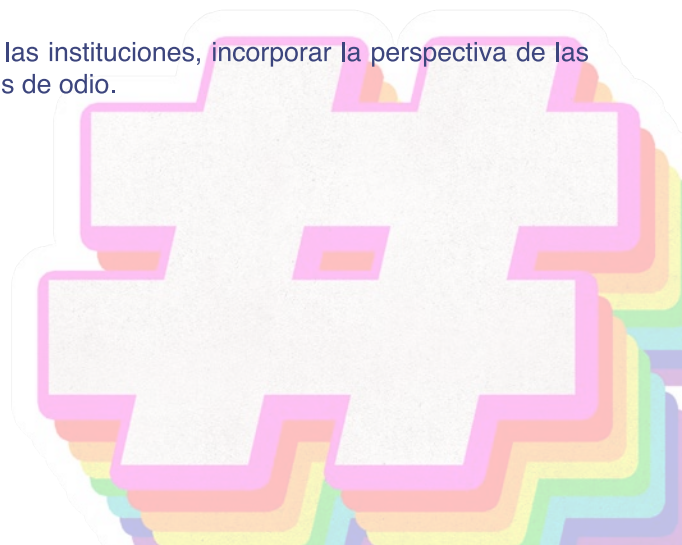 las instituciones, incorporar la perspectiva de las
s de odio.
#